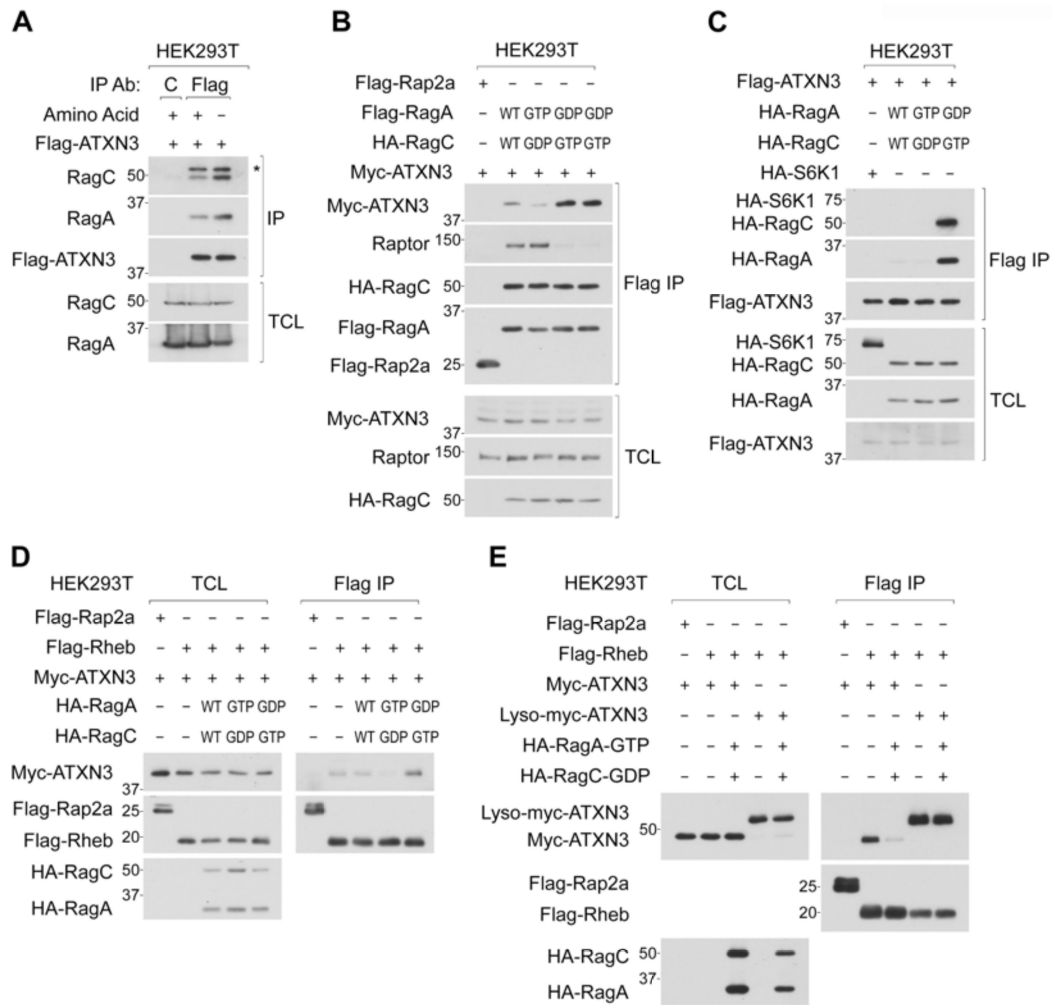 A
HEK293T
IP Ab: C Flag
Amino Acid + + −
Flag-ATXN3 + + +
RagC 50 *
37
RagA IP
Flag-ATXN3
37
RagC 50
37 TCL
RagA
B
HEK293T
Flag-Rap2a + − − − −
Flag-RagA − WT GTP GDP GDP
HA-RagC − WT GDP GTP GTP
Myc-ATXN3 + + + + +
Myc-ATXN3
37
Raptor 150
HA-RagC 50 Flag IP
37
Flag-RagA
Flag-Rap2a 25
Myc-ATXN3
37
Raptor 150 TCL
HA-RagC 50
C
HEK293T
Flag-ATXN3 + + + +
HA-RagA − WT GTP GDP
HA-RagC − WT GDP GTP
HA-S6K1 + − − −
HA-S6K1 75
HA-RagC 50
37
HA-RagA Flag IP
Flag-ATXN3
37
HA-S6K1 75
HA-RagC 50
37
HA-RagA TCL
Flag-ATXN3
37
D
HEK293T TCL Flag IP
Flag-Rap2a + − − − − + − − − −
Flag-Rheb − + + + + − + + + +
Myc-ATXN3 + + + + + + + + + +
HA-RagA − − WT GTP GDP − − WT GTP GDP
HA-RagC − − WT GDP GTP − − WT GDP GTP
Myc-ATXN3
37
Flag-Rap2a 25
Flag-Rheb 20
HA-RagC 50
37
HA-RagA
E
HEK293T TCL Flag IP
Flag-Rap2a + − − − − + − − − −
Flag-Rheb − + + + + − + + + +
Myc-ATXN3 + + + − − + + + − −
Lyso-myc-ATXN3 − − − + + − − − + +
HA-RagA-GTP − − + − + − − + − +
HA-RagC-GDP − − + − + − − + − +
Lyso-myc-ATXN3
50
Myc-ATXN3
Flag-Rap2a 25
Flag-Rheb 20
HA-RagC 50
37
HA-RagA